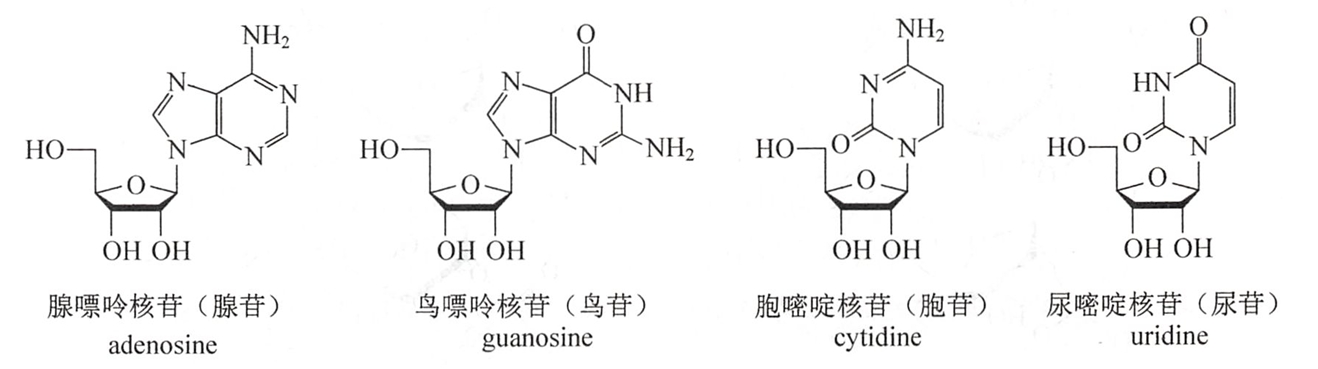 NH₂
N
N
N
N
HO
O
OH OH
腺嘌呤核苷（腺苷）
adenosine
O
N
NH
N
N
NH₂
HO
O
OH OH
鸟嘌呤核苷（鸟苷）
guanosine
NH₂
N
O
N
HO
O
OH OH
胞嘧啶核苷（胞苷）
cytidine
O
HN
O
N
HO
O
OH OH
尿嘧啶核苷（尿苷）
uridine